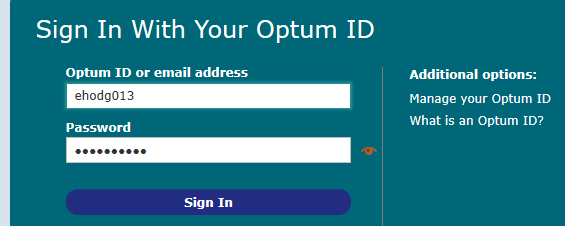 Sign In With Your Optum ID
Optum ID or email address
ehodg013
Password
••••••••••
Sign In
Additional options:
Manage your Optum ID
What is an Optum ID?